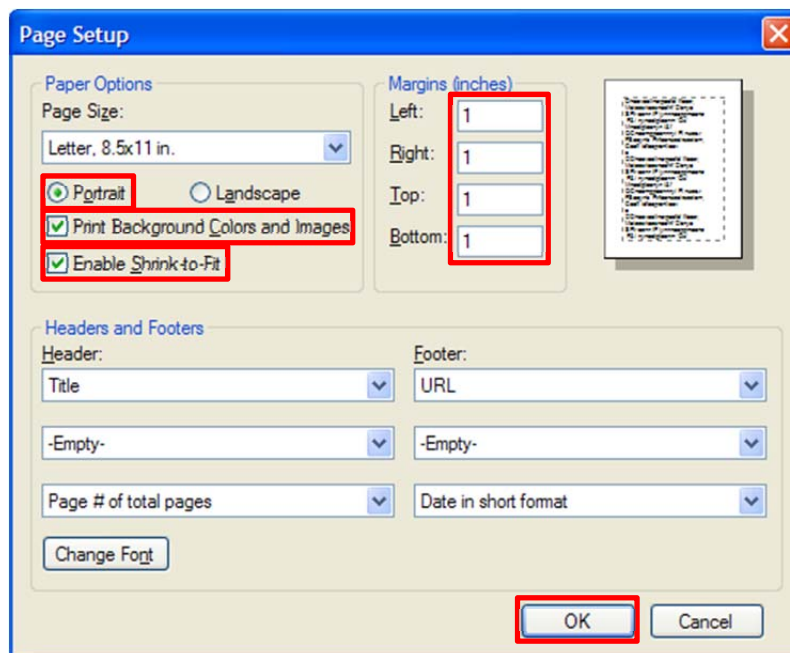 Page Setup
Paper Options
Page Size:
Letter, 8.5x11 in.
Portrait
Landscape
Print Background Colors and Images
Enable Shrink-to-Fit
Margins (inches)
Left:
1
Right:
1
Top:
1
Bottom:
1
Headers and Footers
Header:
Footer:
Title
URL
-Empty-
-Empty-
Page # of total pages
Date in short format
Change Font
OK
Cancel